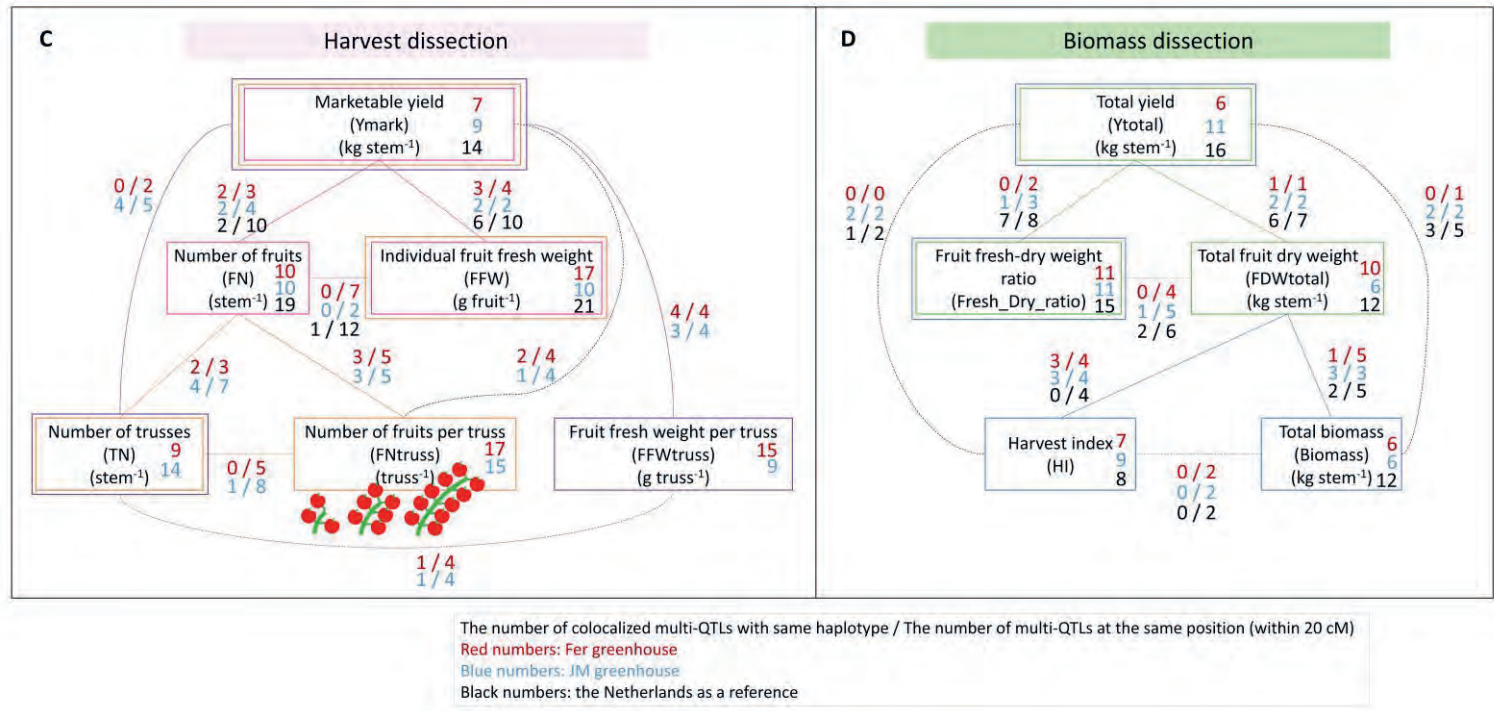 C
Harvest dissection
Marketable yield
(Ymark)
(kg stem⁻¹)
7
9
14
0 / 2
4 / 5
2 / 3
2 / 4
2 / 10
3 / 4
2 / 2
6 / 10
Number of fruits
(FN)
(stem⁻¹)
10
10
19
0 / 7
0 / 2
1 / 12
Individual fruit fresh weight
(FFW)
(g fruit⁻¹)
17
10
21
4 / 4
3 / 4
2 / 3
4 / 7
3 / 5
3 / 5
2 / 4
1 / 4
Number of trusses
(TN)
(stem⁻¹)
9
14
0 / 5
1 / 8
Number of fruits per truss
(FNtruss)
(truss⁻¹)
17
15
Fruit fresh weight per truss
(FFWtruss)
(g truss⁻¹)
15
9
1 / 4
1 / 4
D
Biomass dissection
Total yield
(Ytotal)
(kg stem⁻¹)
6
11
16
0 / 0
2 / 2
1 / 2
0 / 2
1 / 3
7 / 8
1 / 1
2 / 2
6 / 7
0 / 1
2 / 2
3 / 5
Fruit fresh-dry weight
ratio
(Fresh_Dry_ratio)
11
11
15
0 / 4
1 / 5
2 / 6
Total fruit dry weight
(FDWtotal)
(kg stem⁻¹)
10
6
12
3 / 4
3 / 4
0 / 4
1 / 5
3 / 3
2 / 5
Harvest index
(HI)
7
9
8
0 / 2
0 / 2
0 / 2
Total biomass
(Biomass)
(kg stem⁻¹)
6
6
12
The number of colocalized multi-QTLs with same haplotype / The number of multi-QTLs at the same position (within 20 cM)
Red numbers: Fer greenhouse
Blue numbers: JM greenhouse
Black numbers: the Netherlands as a reference